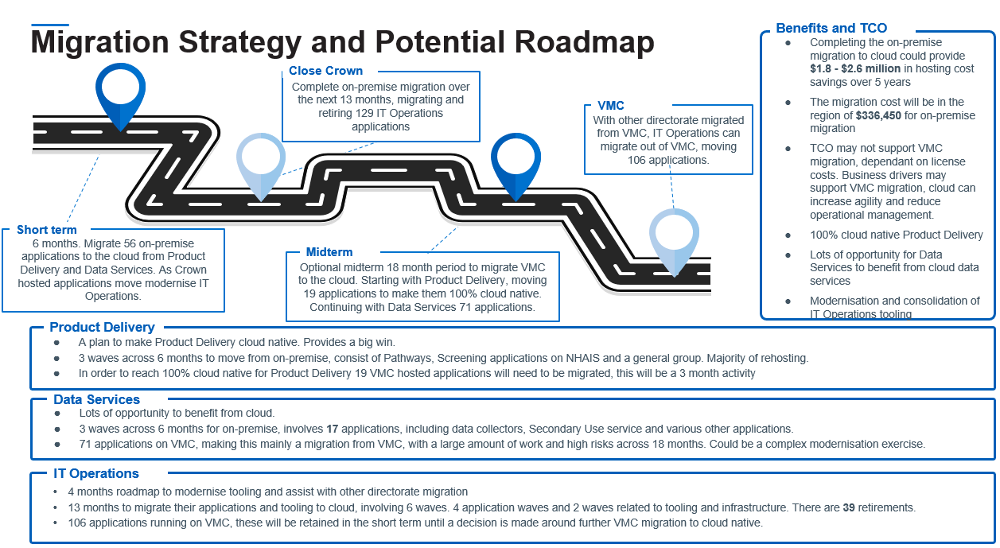 Migration Strategy and Potential Roadmap
Close Crown
Complete on-premise migration over
the next 13 months, migrating and
retiring 129 IT Operations
applications
VMC
With other directorate migrated
from VMC, IT Operations can
migrate out of VMC, moving
106 applications.
Short term
6 months. Migrate 56 on-premise
applications to the cloud from Product
Delivery and Data Services. As Crown
hosted applications move modernise IT
Operations.
Midterm
Optional midterm 18 month period to migrate VMC
to the cloud. Starting with Product Delivery, moving
19 applications to make them 100% cloud native.
Continuing with Data Services 71 applications.
Benefits and TCO
● Completing the on-premise
migration to cloud could provide
$1.8 - $2.6 million in hosting cost
savings over 5 years
● The migration cost will be in the
region of $336,450 for on-premise
migration
● TCO may not support VMC
migration, dependant on license
costs. Business drivers may
support VMC migration, cloud can
increase agility and reduce
operational management.
● 100% cloud native Product Delivery
● Lots of opportunity for Data
Services to benefit from cloud data
services
● Modernisation and consolidation of
IT Operations tooling
Product Delivery
● A plan to make Product Delivery cloud native. Provides a big win.
● 3 waves across 6 months to move from on-premise, consist of Pathways, Screening applications on NHAIS and a general group. Majority of rehosting.
● In order to reach 100% cloud native for Product Delivery 19 VMC hosted applications will need to be migrated, this will be a 3 month activity
Data Services
● Lots of opportunity to benefit from cloud.
● 3 waves across 6 months for on-premise, involves 17 applications, including data collectors, Secondary Use service and various other applications.
● 71 applications on VMC, making this mainly a migration from VMC, with a large amount of work and high risks across 18 months. Could be a complex modernisation exercise.
IT Operations
• 4 months roadmap to modernise tooling and assist with other directorate migration
• 13 months to migrate their applications and tooling to cloud, involving 6 waves. 4 application waves and 2 waves related to tooling and infrastructure. There are 39 retirements.
• 106 applications running on VMC, these will be retained in the short term until a decision is made around further VMC migration to cloud native.